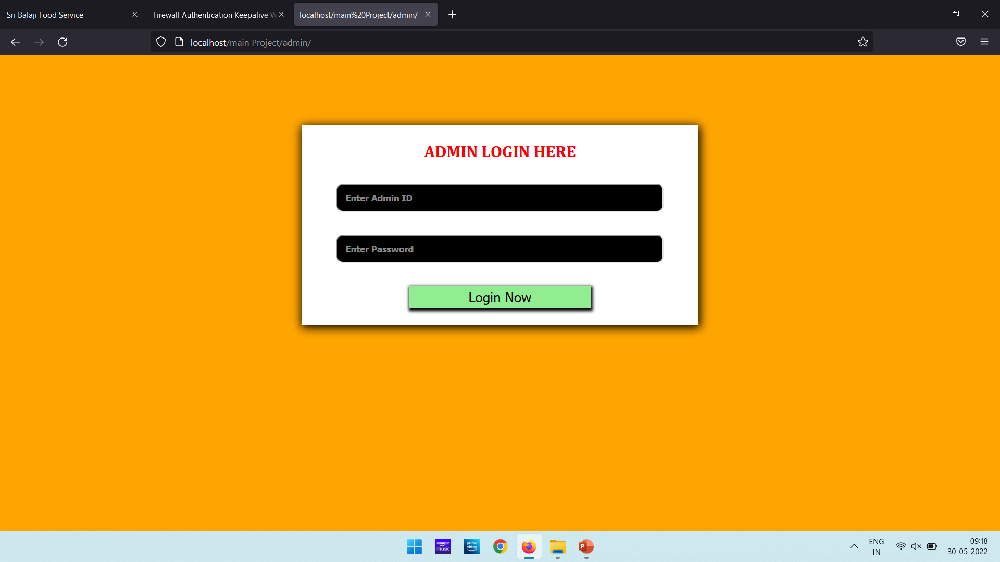 Sri Balaji Food Service
Firewall Authentication Keepalive W
localhost/main%20Project/admin/
localhost/main Project/admin/
ADMIN LOGIN HERE
Enter Admin ID
Enter Password
Login Now
amazon music
prime video
P
ENG
IN
09:18
30-05-2022